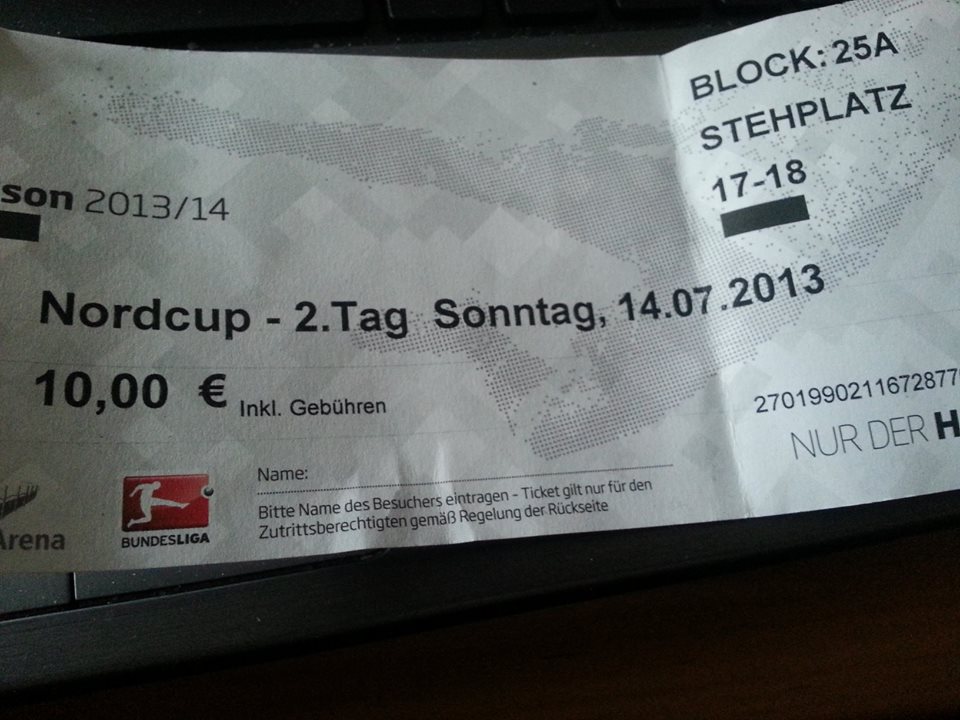 son 2013/14
Nordcup - 2.Tag Sonntag, 14.07.2013
10,00 € Inkl. Gebühren
Arena
BUNDESLIGA
Name:
Bitte Name des Besuchers eintragen - Ticket gilt nur für den
Zutrittsberechtigten gemäß Regelung der Rückseite
BLOCK: 25A
STEHPLATZ
17-18
2701990211672877
NUR DER H